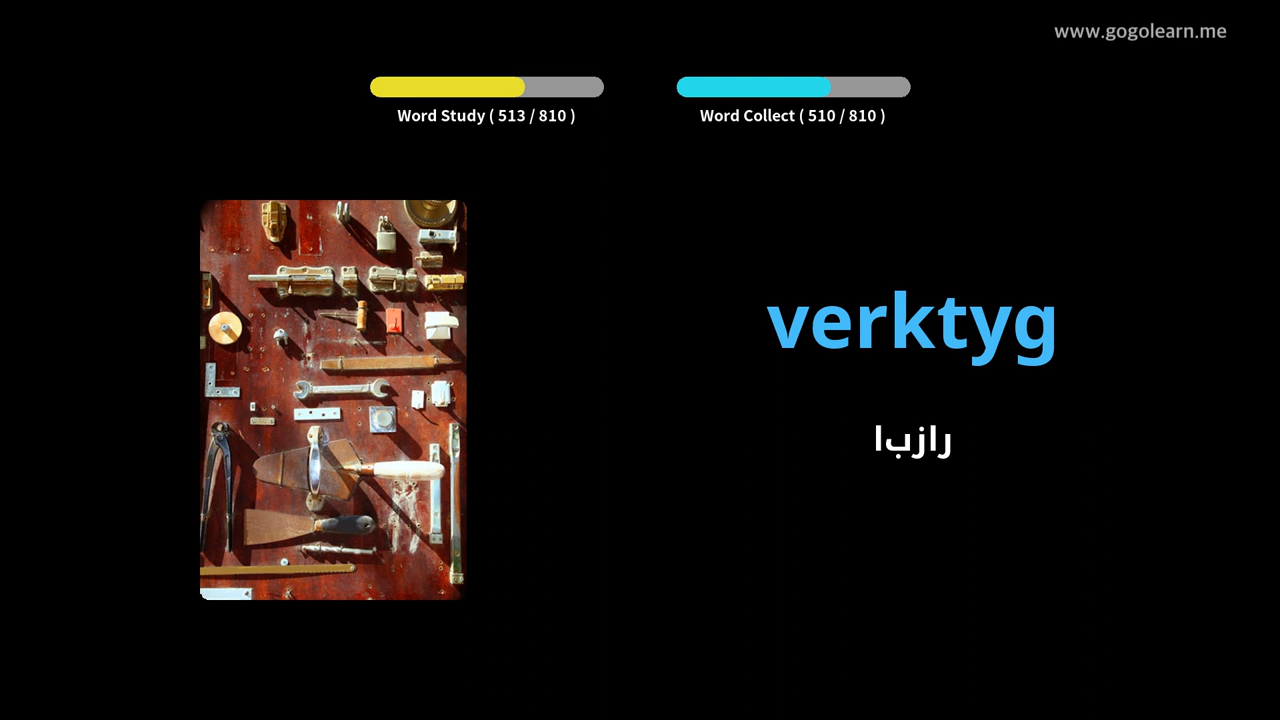 www.gogolearn.me
Word Study ( 513 / 810 )
Word Collect ( 510 / 810 )
verktyg
ابزار